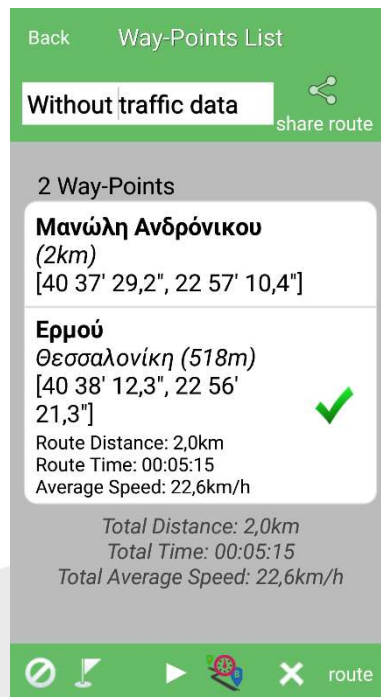 Back Way-Points List
Without traffic data
share route
2 Way-Points
Μανώλη Ανδρόνικου
(2km)
[40 37' 29,2", 22 57' 10,4"]
Ερμού
Θεσσαλονίκη (518m)
[40 38' 12,3", 22 56'
21,3"]
Route Distance: 2,0km
Route Time: 00:05:15
Average Speed: 22,6km/h
Total Distance: 2,0km
Total Time: 00:05:15
Total Average Speed: 22,6km/h
route